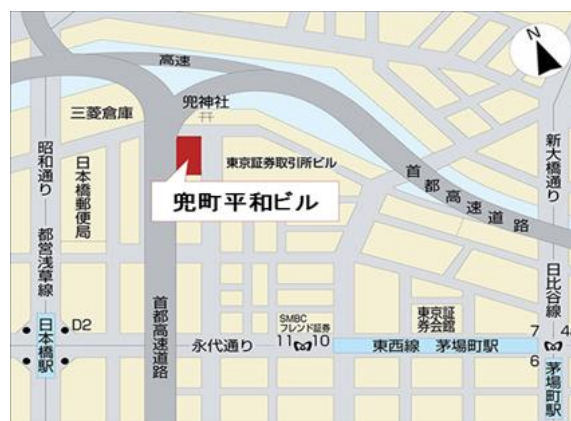 N
高速
兜神社
三菱倉庫
東京証券取引所ビル
兜町平和ビル
昭和通り
都営浅草線
日本橋郵便局
首都高速道路
新大橋通り
日比谷線
首都高速道路
D2
日本橋駅
永代通り
SMBC
フレンド証券
11
10
東京証
券会館
東西線 茅場町駅
7
4
6
茅場町駅